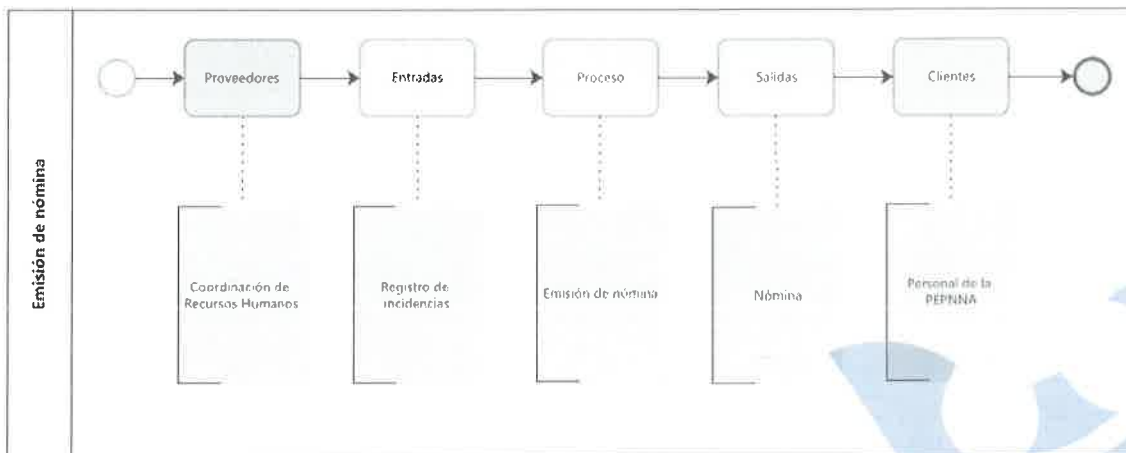 Emisión de nómina
Proveedores
Entradas
Proceso
Salidas
Clientes
Coordinación de
Recursos Humanos
Registro de
incidencias
Emisión de nómina
Nómina
Personal de la
PEPNNA